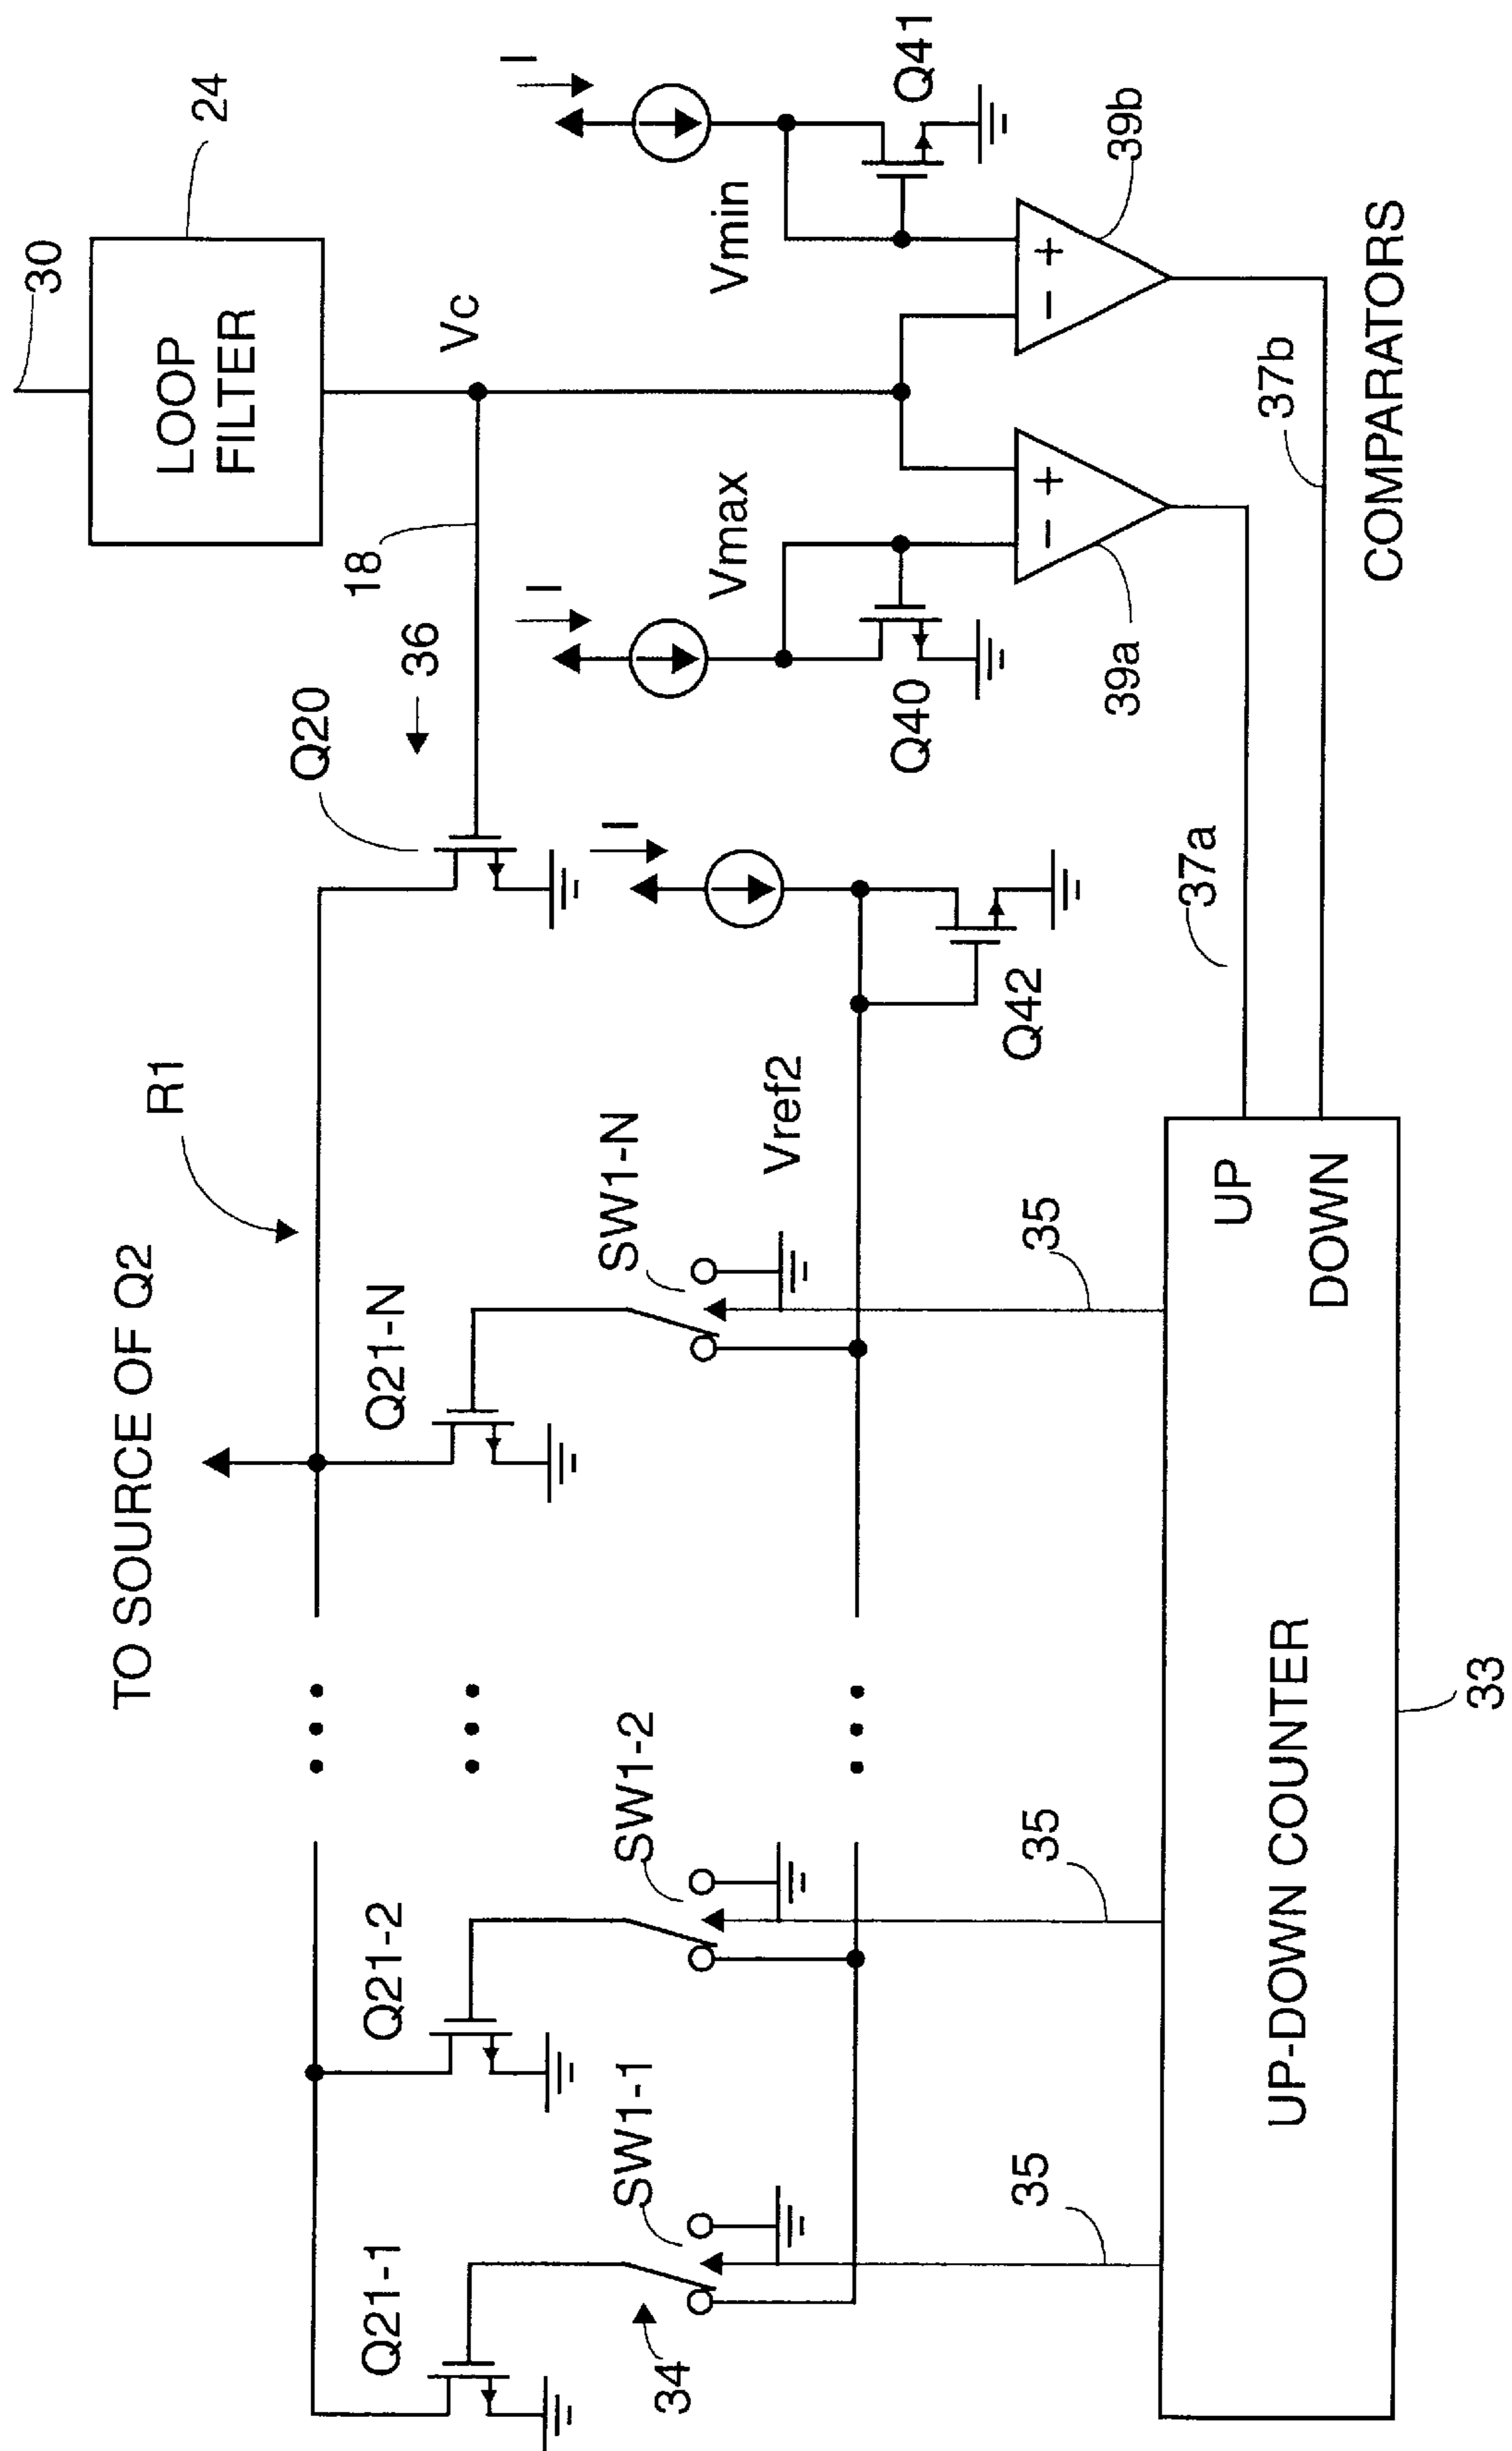 TO SOURCE OF Q2
R1
30
24
LOOP
FILTER
Q21-1
Q21-2
Q21-N
Q20
36
18
Vc
I
I
I
34
SW1-1
SW1-2
SW1-N
Vref2
Vmax
Vmin
Q42
Q40
Q41
- +
- +
39a
39b
35
35
35
37a
37b
UP
DOWN
UP-DOWN COUNTER
33
COMPARATORS